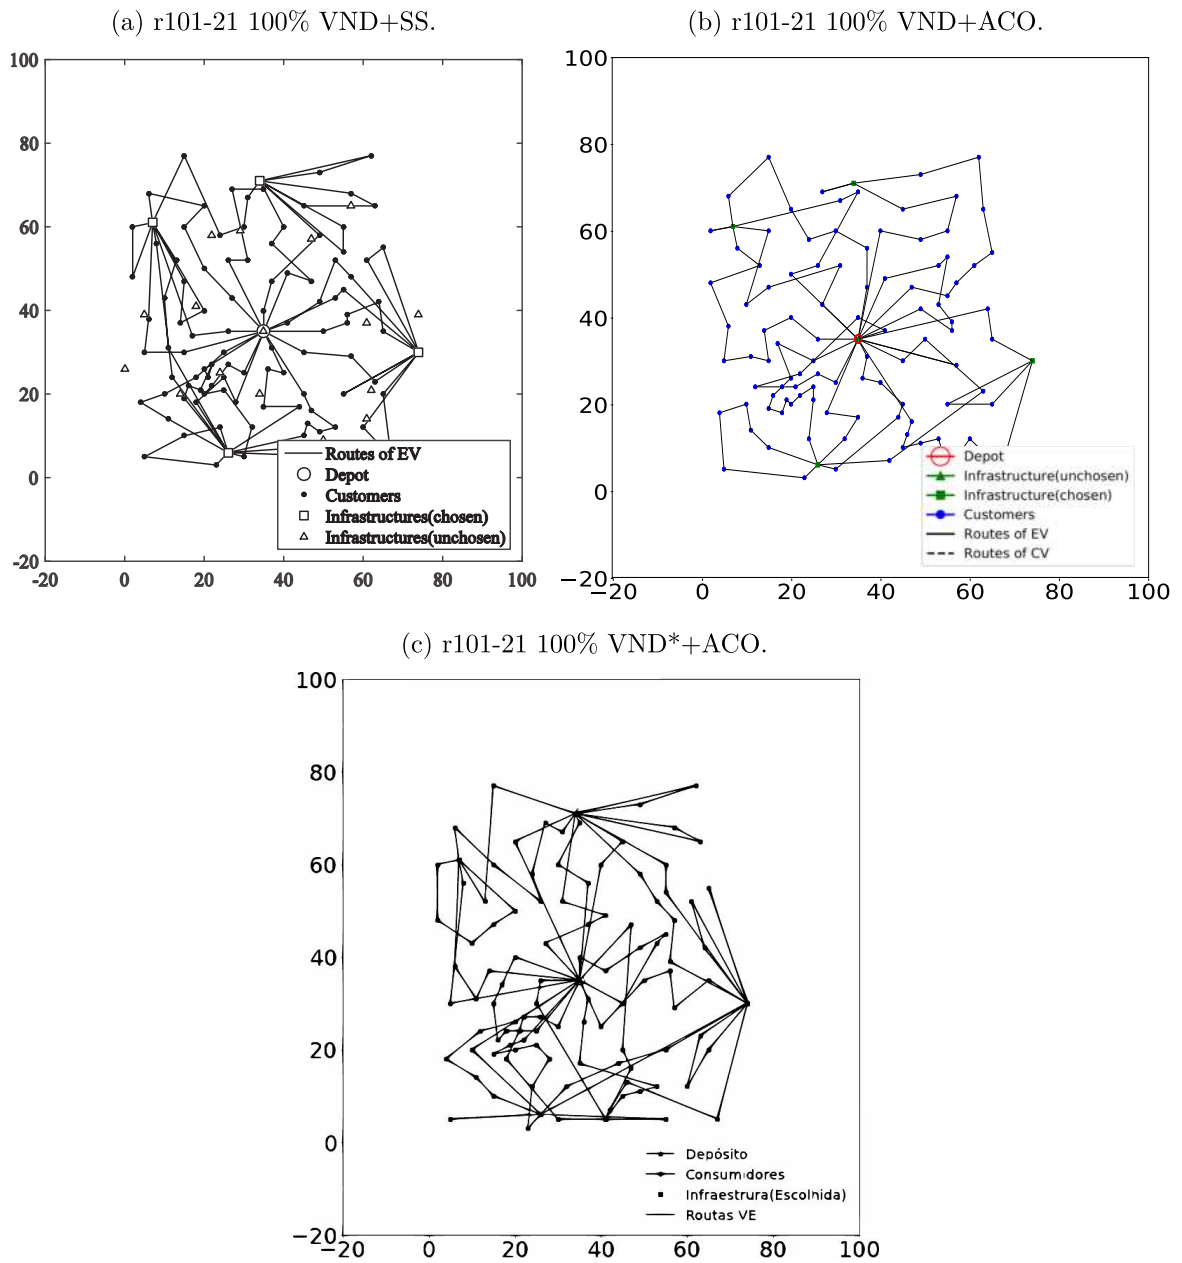 (a) r101-21 100% VND+SS.
100
80
60
40
20
0
-20
-20
0
20
40
60
80
100
Routes of EV
Depot
Customers
Infrastructures(chosen)
Infrastructures(unchosen)
(b) r101-21 100% VND+ACO.
100
80
60
40
20
0
−20
−20
0
20
40
60
80
100
Depot
Infrastructure(unchosen)
Infrastructure(chosen)
Customers
Routes of EV
Routes of CV
(c) r101-21 100% VND*+ACO.
100
80
60
40
20
0
−20
−20
0
20
40
60
80
100
Depósito
Consumidores
Infraestrura(Escolhida)
Routas VE